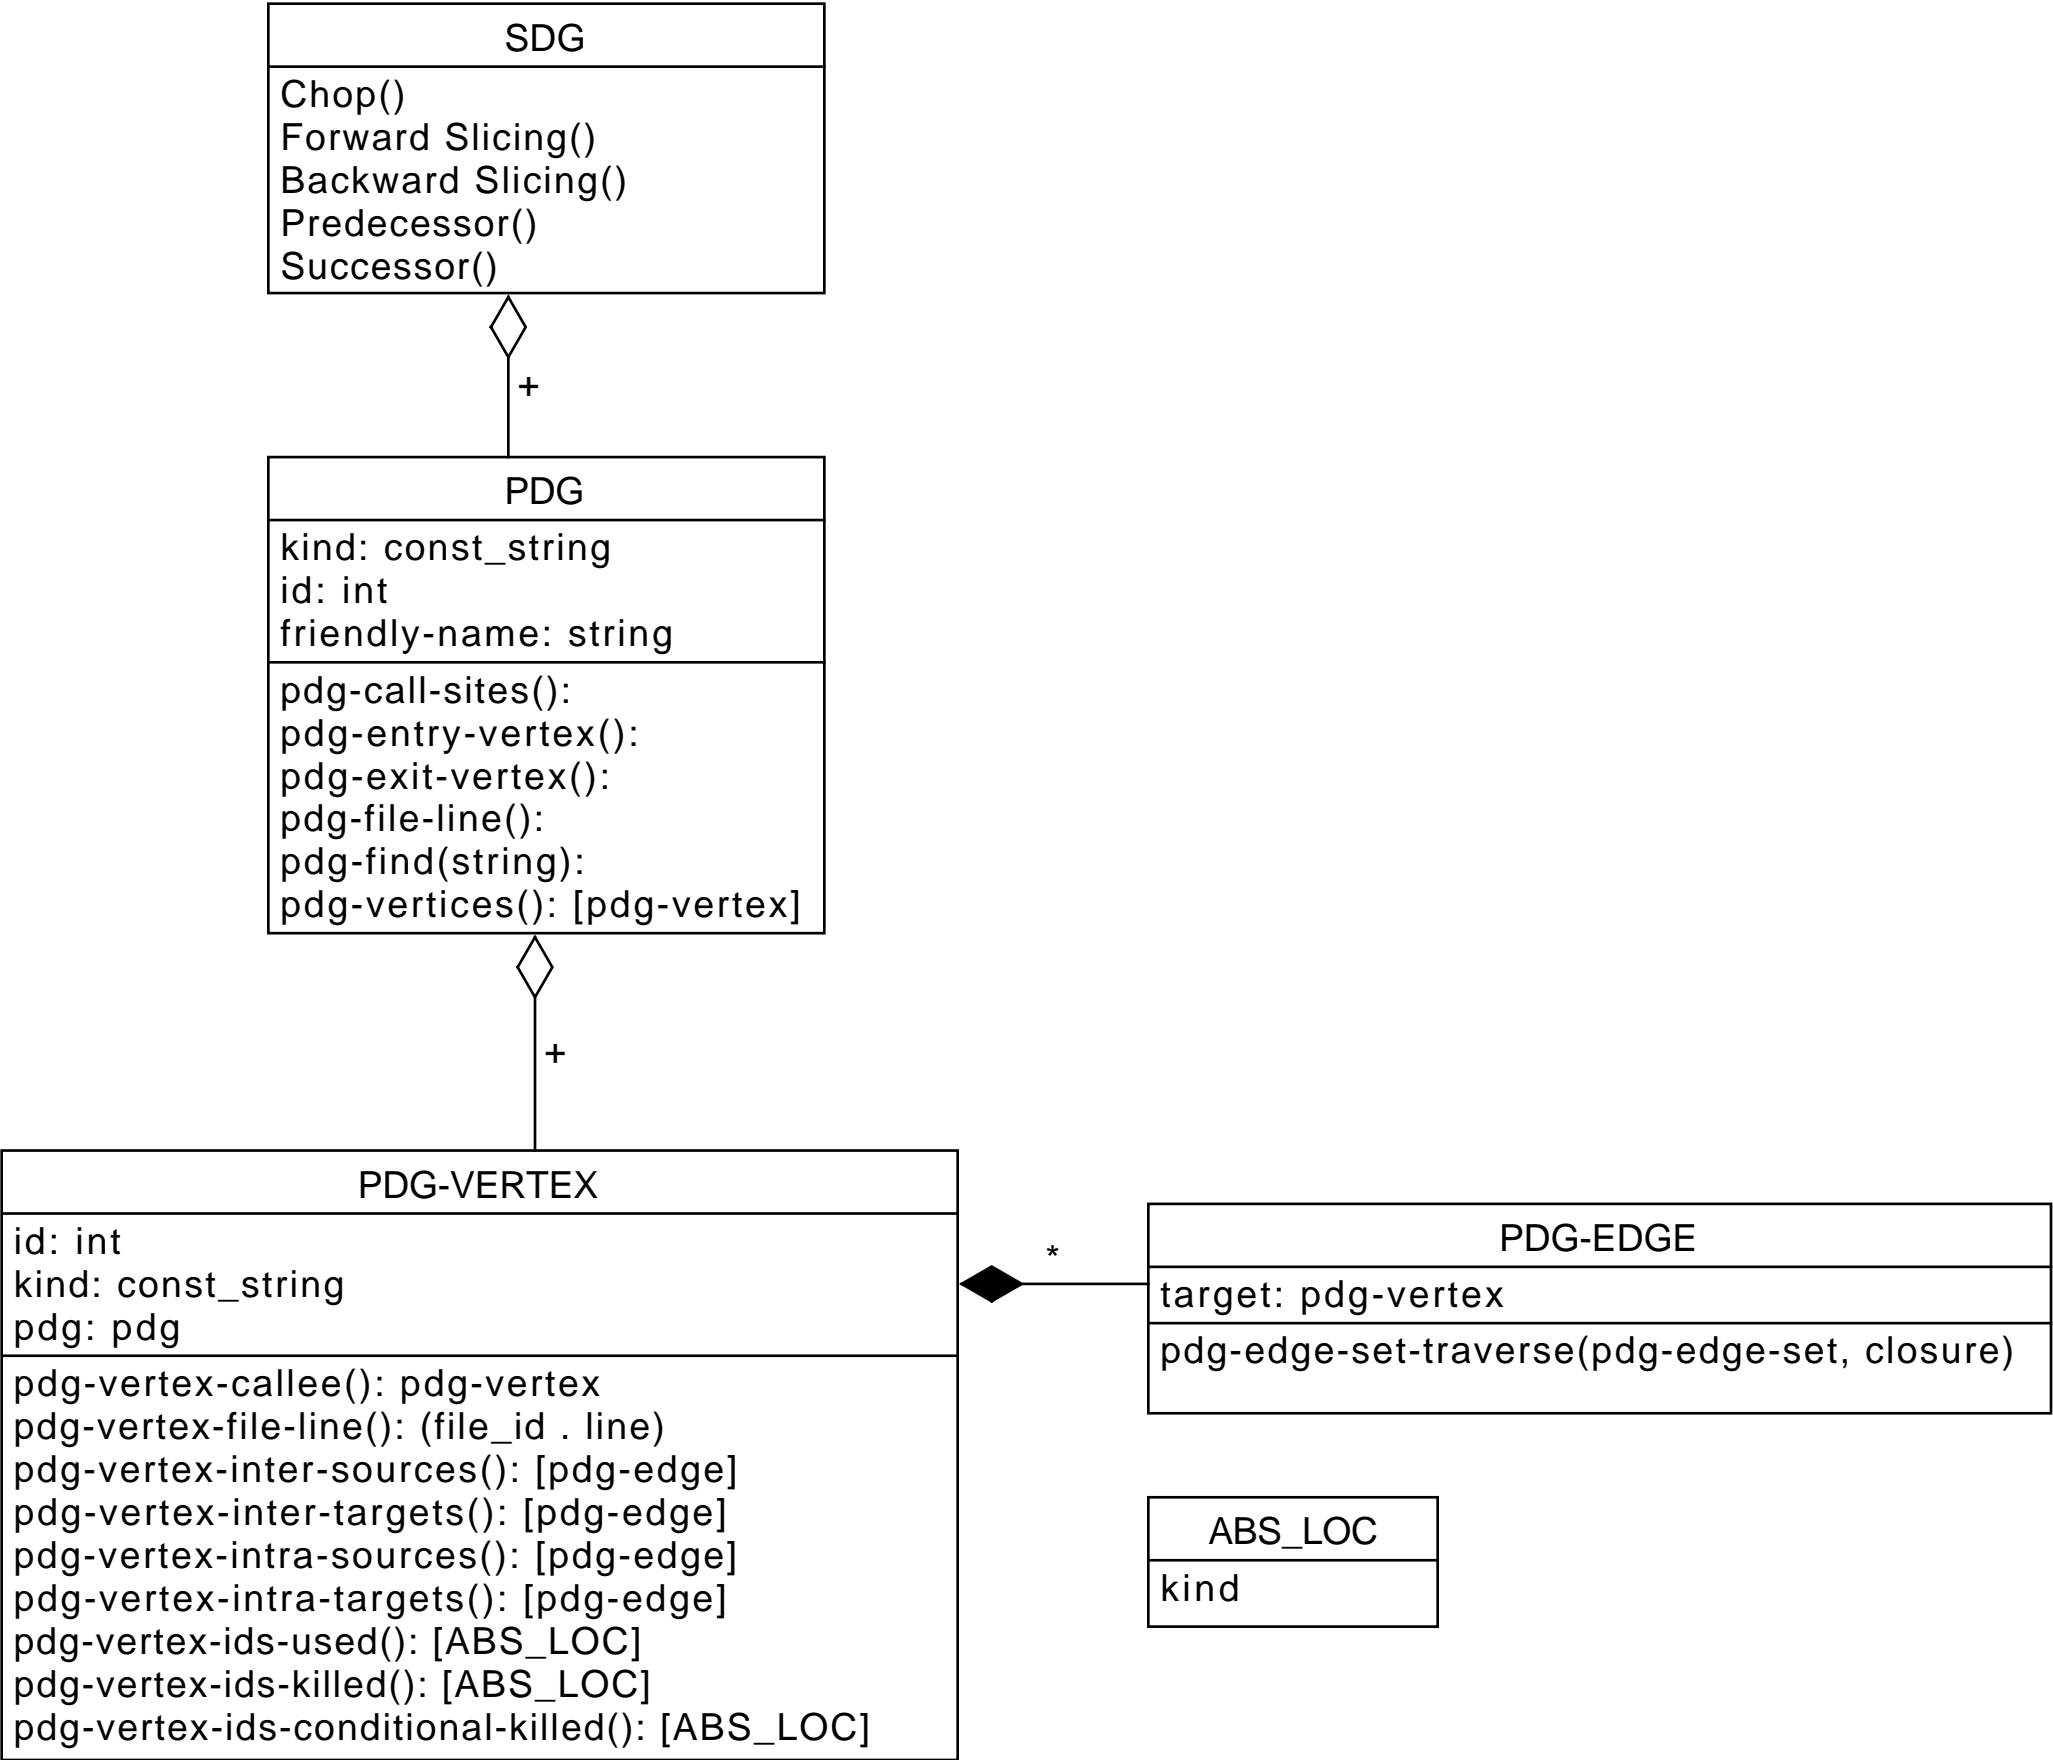 SDG
Chop()
Forward Slicing()
Backward Slicing()
Predecessor()
Successor()
+
PDG
kind: const_string
id: int
friendly-name: string
pdg-call-sites():
pdg-entry-vertex():
pdg-exit-vertex():
pdg-file-line():
pdg-find(string):
pdg-vertices(): [pdg-vertex]
+
PDG-VERTEX
id: int
kind: const_string
pdg: pdg
pdg-vertex-callee(): pdg-vertex
pdg-vertex-file-line(): (file_id . line)
pdg-vertex-inter-sources(): [pdg-edge]
pdg-vertex-inter-targets(): [pdg-edge]
pdg-vertex-intra-sources(): [pdg-edge]
pdg-vertex-intra-targets(): [pdg-edge]
pdg-vertex-ids-used(): [ABS_LOC]
pdg-vertex-ids-killed(): [ABS_LOC]
pdg-vertex-ids-conditional-killed(): [ABS_LOC]
*
PDG-EDGE
target: pdg-vertex
pdg-edge-set-traverse(pdg-edge-set, closure)
ABS_LOC
kind